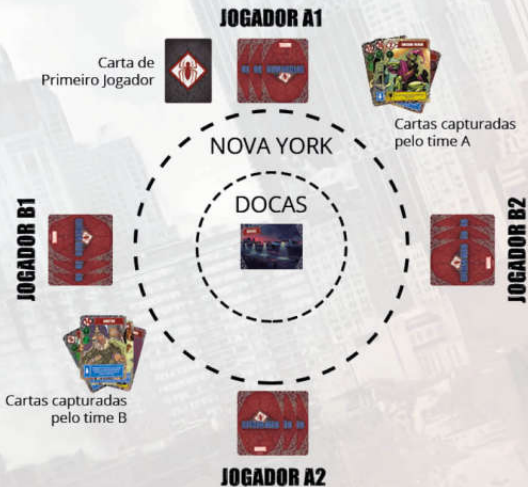 JOGADOR A1
Carta de
Primeiro Jogador
Cartas capturadas
pelo time A
NOVA YORK
DOCAS
JOGADOR B1
JOGADOR B2
Cartas capturadas
pelo time B
JOGADOR A2